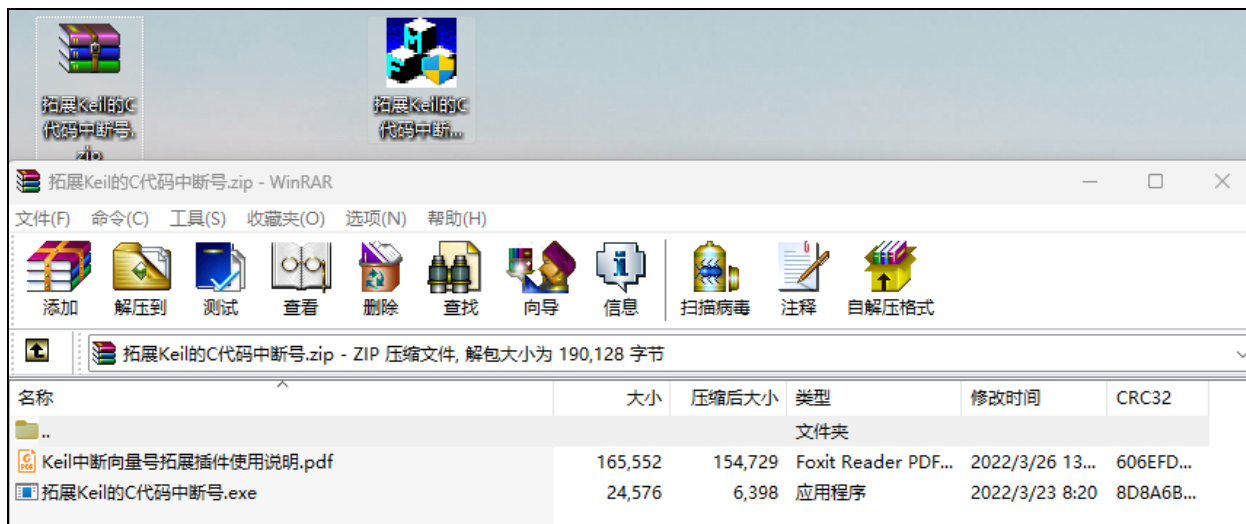 拓展Keil的C
代码中断号.
zip
拓展Keil的C
代码中断...
拓展Keil的C代码中断号.zip - WinRAR
文件(F) 命令(C) 工具(S) 收藏夹(O) 选项(N) 帮助(H)
添加 解压到 测试 查看 删除 查找 向导 信息 扫描病毒 注释 自解压格式
拓展Keil的C代码中断号.zip - ZIP 压缩文件, 解包大小为 190,128 字节
名称 大小 压缩后大小 类型 修改时间 CRC32
.. 文件夹
Keil中断向量号拓展插件使用说明.pdf 165,552 154,729 Foxit Reader PDF... 2022/3/26 13... 606EFD...
拓展Keil的C代码中断号.exe 24,576 6,398 应用程序 2022/3/23 8:20 8D8A6B...